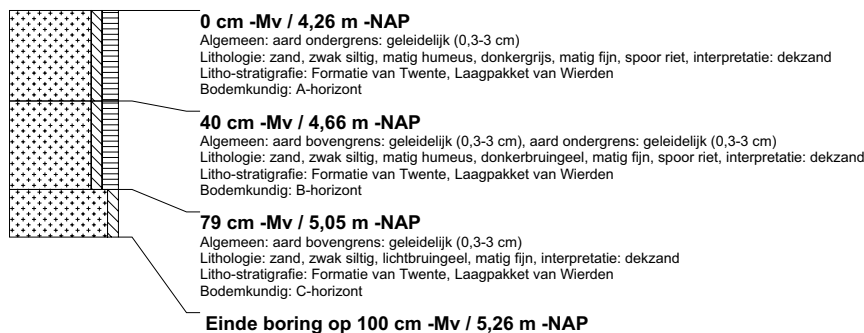 0 cm -Mv / 4,26 m -NAP
Algemeen: aard ondergrens: geleidelijk (0,3-3 cm)
Lithologie: zand, zwak siltig, matig humeus, donkergrijs, matig fijn, spoor riet, interpretatie: dekzand
Litho-stratigrafie: Formatie van Twente, Laagpakket van Wierden
Bodemkundig: A-horizont
40 cm -Mv / 4,66 m -NAP
Algemeen: aard bovengrens: geleidelijk (0,3-3 cm), aard ondergrens: geleidelijk (0,3-3 cm)
Lithologie: zand, zwak siltig, matig humeus, donkerbruingeel, matig fijn, spoor riet, interpretatie: dekzand
Litho-stratigrafie: Formatie van Twente, Laagpakket van Wierden
Bodemkundig: B-horizont
79 cm -Mv / 5,05 m -NAP
Algemeen: aard bovengrens: geleidelijk (0,3-3 cm)
Lithologie: zand, zwak siltig, lichtbruingeel, matig fijn, interpretatie: dekzand
Litho-stratigrafie: Formatie van Twente, Laagpakket van Wierden
Bodemkundig: C-horizont
Einde boring op 100 cm -Mv / 5,26 m -NAP